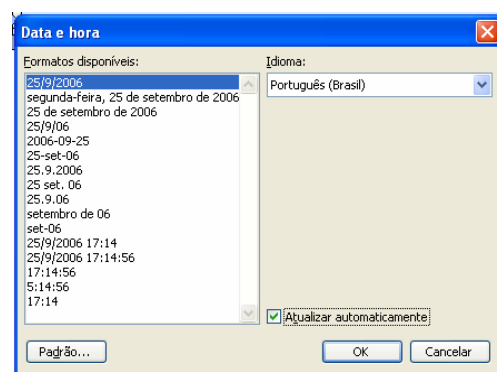 Data e hora
Formatos disponíveis:
25/9/2006
segunda-feira, 25 de setembro de 2006
25 de setembro de 2006
25/9/06
2006-09-25
25-set-06
25.9.2006
25 set. 06
25.9.06
setembro de 06
set-06
25/9/2006 17:14
25/9/2006 17:14:56
17:14:56
5:14:56
17:14
Idioma:
Português (Brasil)
Atualizar automaticamente
Padrão...
OK
Cancelar